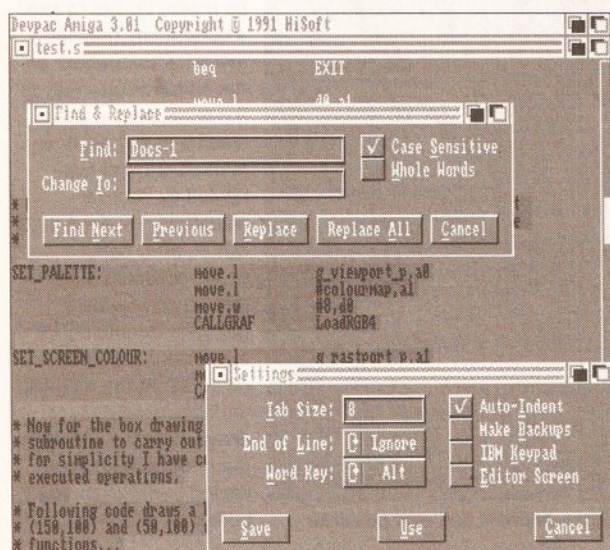 Devpac Amiga 3.01 Copyright © 1991 HiSoft
test.s
beq EXIT
move.l d0,a1
Find & Replace
Find: Docs-1
Case Sensitive
Whole Words
Change To:
Find Next Previous Replace Replace All Cancel
SET_PALETTE: move.l g_viewport_p,a0
move.l #colourmap,a1
move.w #8,d0
CALLGRAF LoadRGB4
SET_SCREEN_COLOUR: move.l g_rastport_p,a1
Settings
Tab Size: 8
Auto-Indent
Make Backups
End of Line: Ignore
IBM Keypad
Word Key: Alt
Editor Screen
* Now for the box drawing
* subroutine to carry out
* for simplicity I have
* executed operations.
* Following code draws a
* (150,100) and (50,100)
* functions...
Save Use Cancel